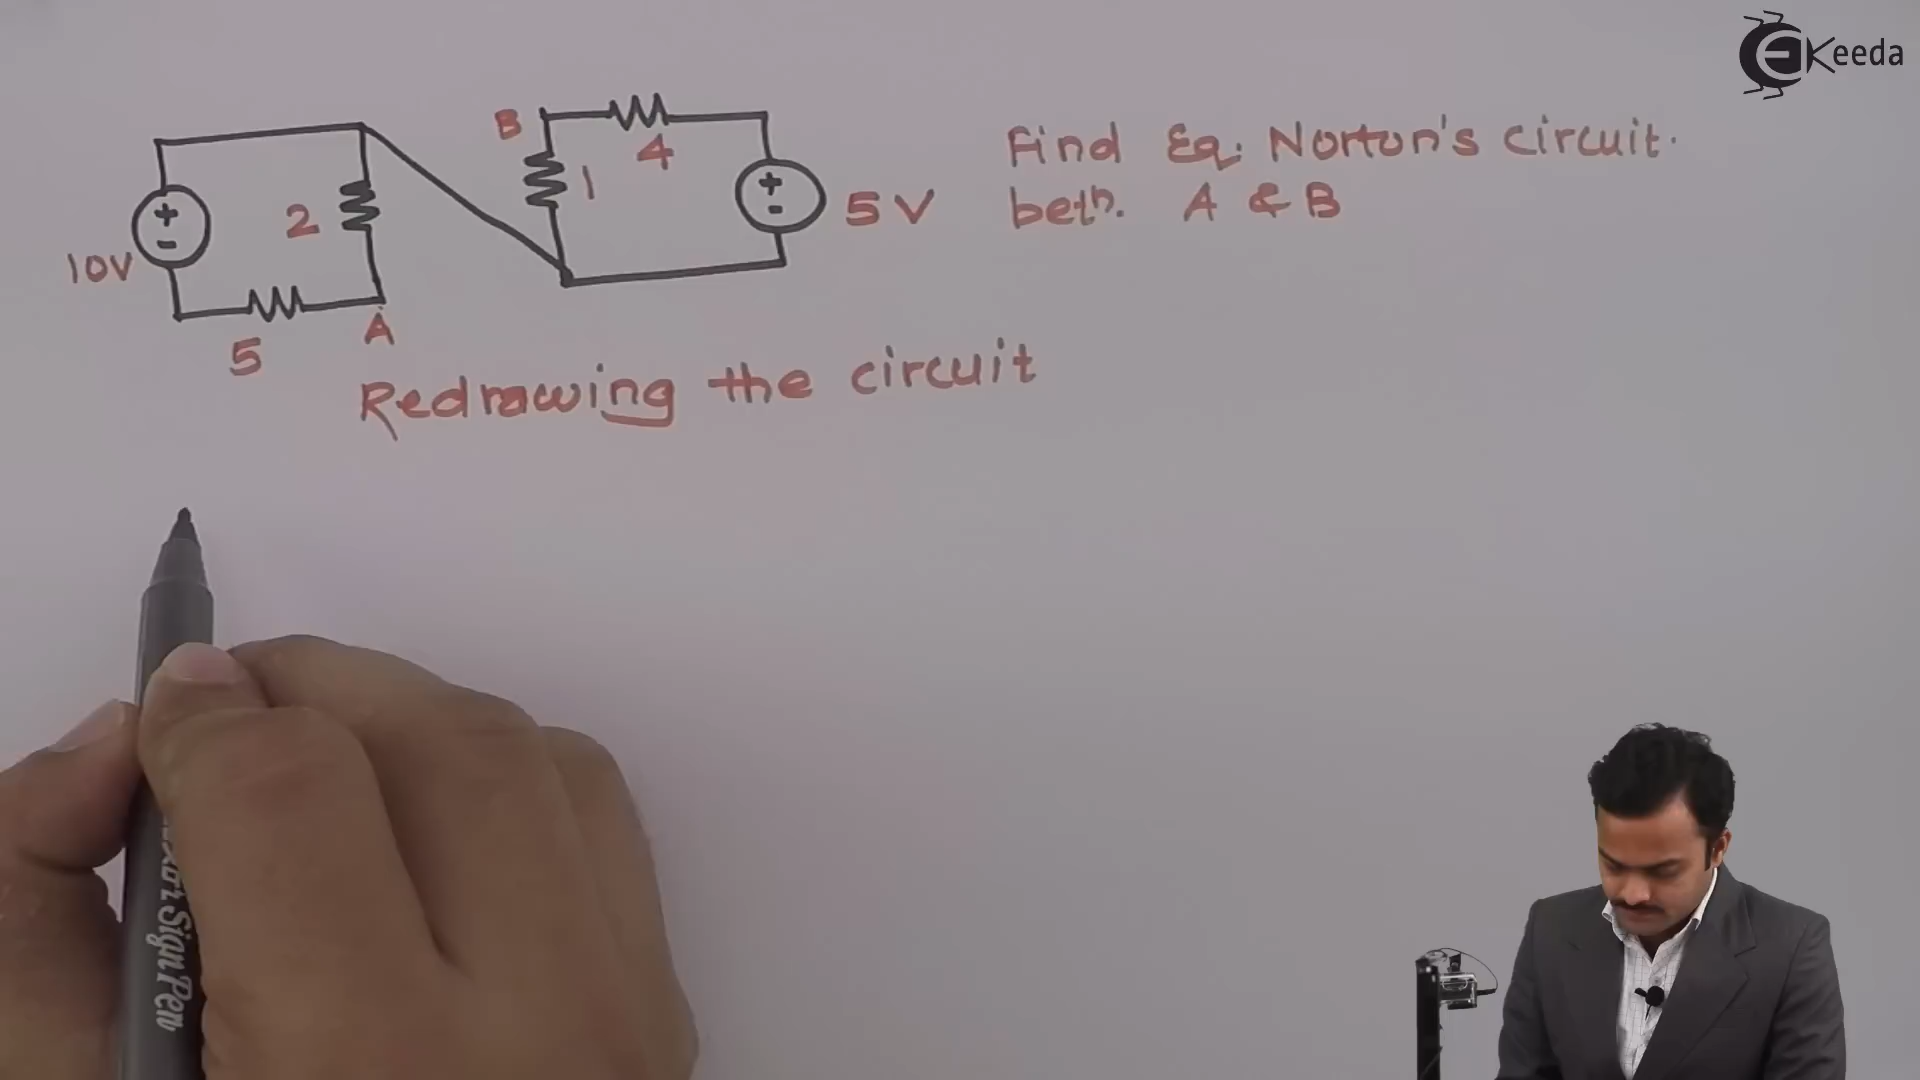 Keeda
B
4
1
+
-
5V
+
-
10V
2
5
A
Find Eq. Norton's circuit.
betn. A & B
Redrawing the circuit
Sign Pen